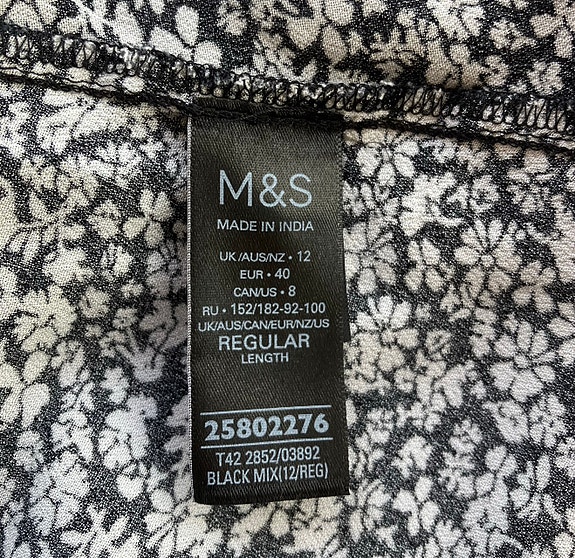 M&S
MADE IN INDIA
UK/AUS/NZ • 12
EUR • 40
CAN/US • 8
RU • 152/182-92-100
UK/AUS/CAN/EUR/NZ/US
REGULAR
LENGTH
25802276
T42 2852/03892
BLACK MIX(12/REG)